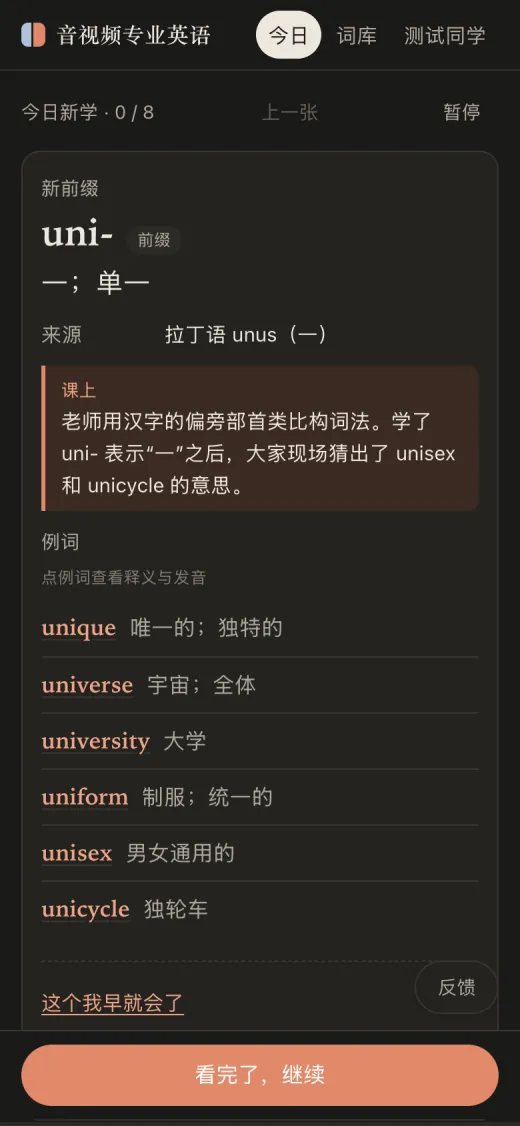 音视频专业英语 今日 词库 测试同学
今日新学 · 0 / 8 上一张 暂停
新前缀
uni- 前缀
一；单一
来源 拉丁语 unus（一）
课上
老师用汉字的偏旁部首类比构词法。学了
uni- 表示“一”之后，大家现场猜出了 unisex
和 unicycle 的意思。
例词
点例词查看释义与发音
unique 唯一的；独特的
universe 宇宙；全体
university 大学
uniform 制服；统一的
unisex 男女通用的
unicycle 独轮车
反馈
这个我早就会了
看完了，继续